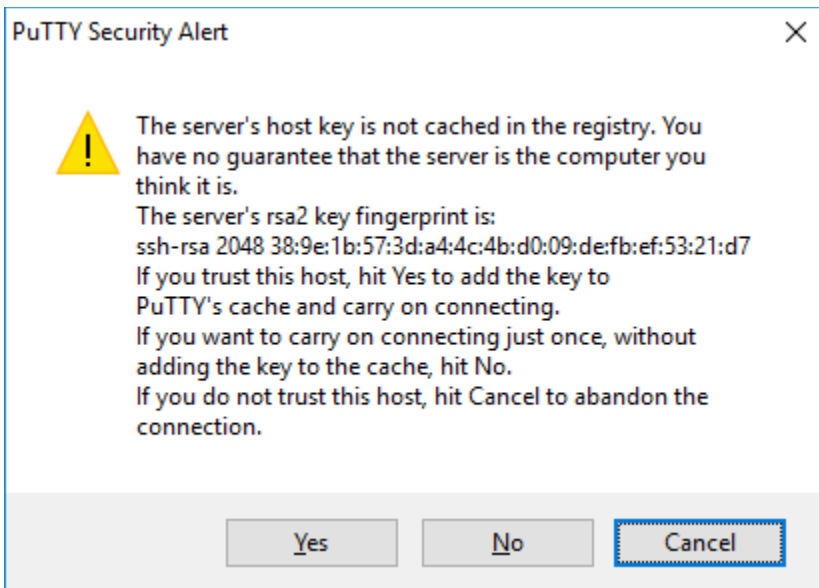 PuTTY Security Alert
The server's host key is not cached in the registry. You
have no guarantee that the server is the computer you
think it is.
The server's rsa2 key fingerprint is:
ssh-rsa 2048 38:9e:1b:57:3d:a4:4c:4b:d0:09:de:fb:ef:53:21:d7
If you trust this host, hit Yes to add the key to
PuTTY's cache and carry on connecting.
If you want to carry on connecting just once, without
adding the key to the cache, hit No.
If you do not trust this host, hit Cancel to abandon the
connection.
Yes No Cancel